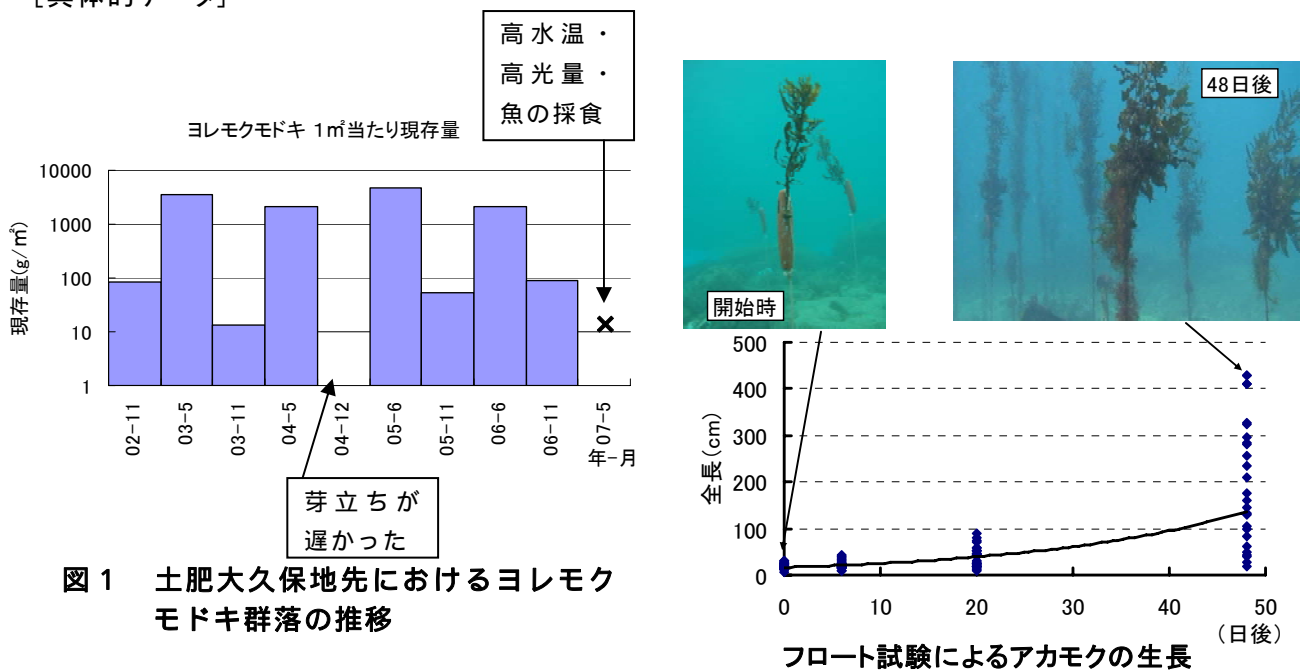 高水温・
高光量・
魚の採食
ヨレモクモドキ 1㎡当たり現存量
現存量(g/㎡)
10000
1000
100
10
1
×
02-11
03-5
03-11
04-5
04-12
05-6
05-11
06-6
06-11
07-5
年-月
芽立ちが
遅かった
図1 土肥大久保地先におけるヨレモク
モドキ群落の推移
開始時
48日後
全長(cm)
500
400
300
200
100
0
0
10
20
30
40
50
(日後)
フロート試験によるアカモクの生長